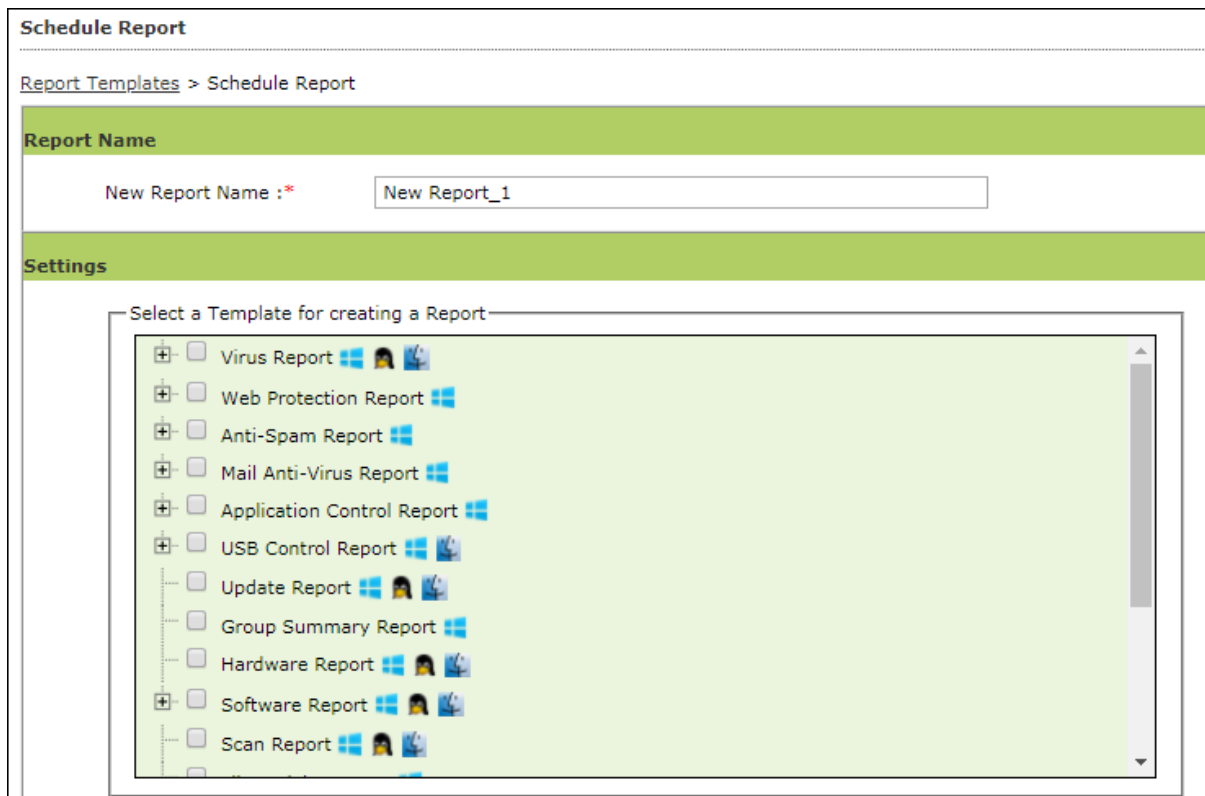 Schedule Report
Report Templates > Schedule Report
Report Name
New Report Name :* New Report_1
Settings
Select a Template for creating a Report
Virus Report
Web Protection Report
Anti-Spam Report
Mail Anti-Virus Report
Application Control Report
USB Control Report
Update Report
Group Summary Report
Hardware Report
Software Report
Scan Report